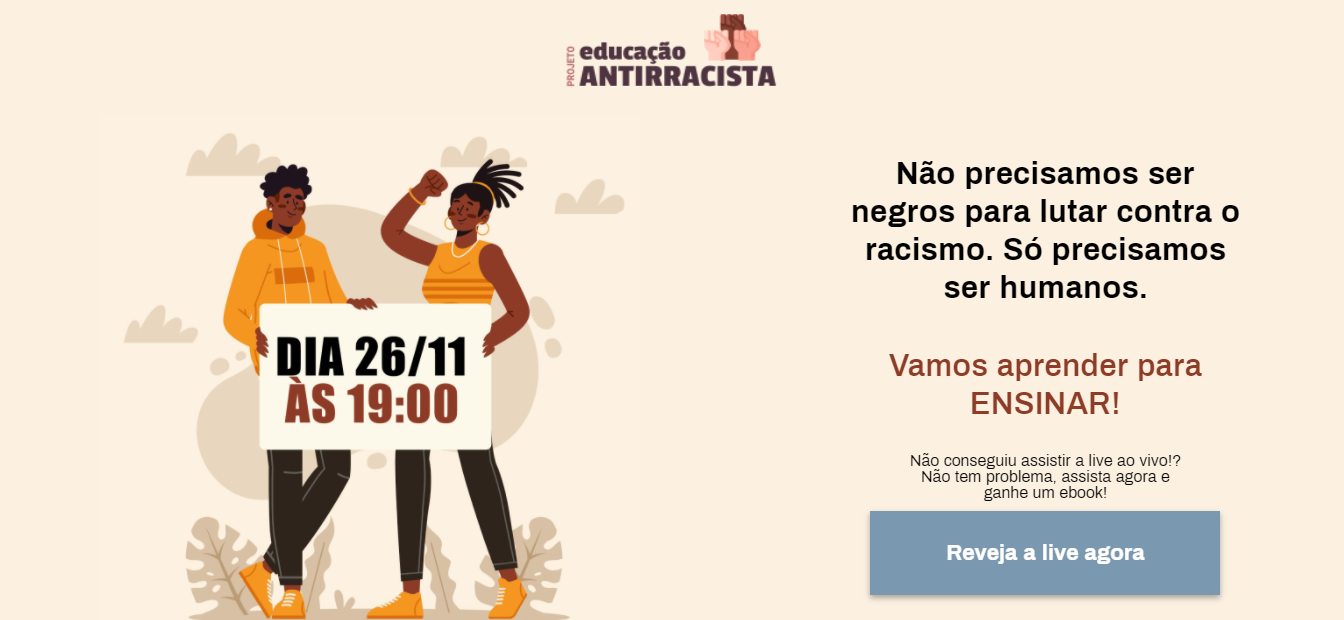 PROJETO
educação
ANTIRRACISTA
DIA 26/11
ÀS 19:00
Não precisamos ser
negros para lutar contra o
racismo. Só precisamos
ser humanos.
Vamos aprender para
ENSINAR!
Não conseguiu assistir a live ao vivo!?
Não tem problema, assista agora e
ganhe um ebook!
Reveja a live agora